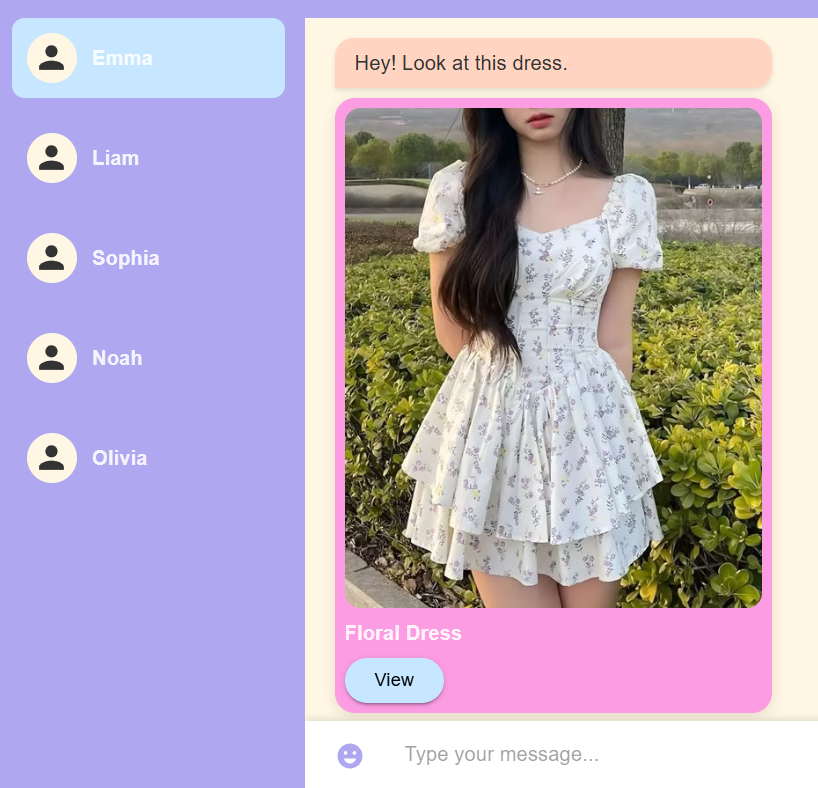 Emma
Liam
Sophia
Noah
Olivia
Hey! Look at this dress.
Floral Dress
View
Type your message...